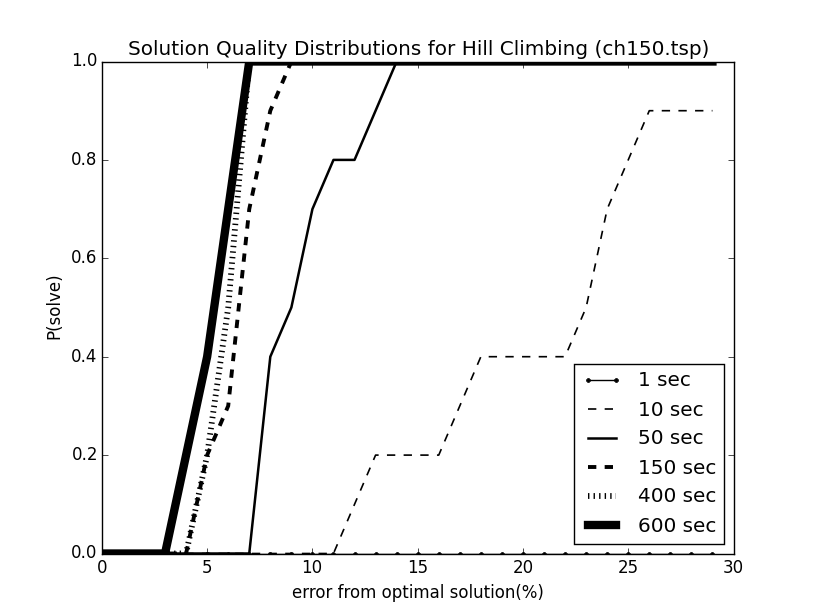 Solution Quality Distributions for Hill Climbing (ch150.tsp)
1.0
0.8
0.6
0.4
0.2
0.0
P(solve)
0 5 10 15 20 25 30
error from optimal solution(%)
1 sec
10 sec
50 sec
150 sec
400 sec
600 sec